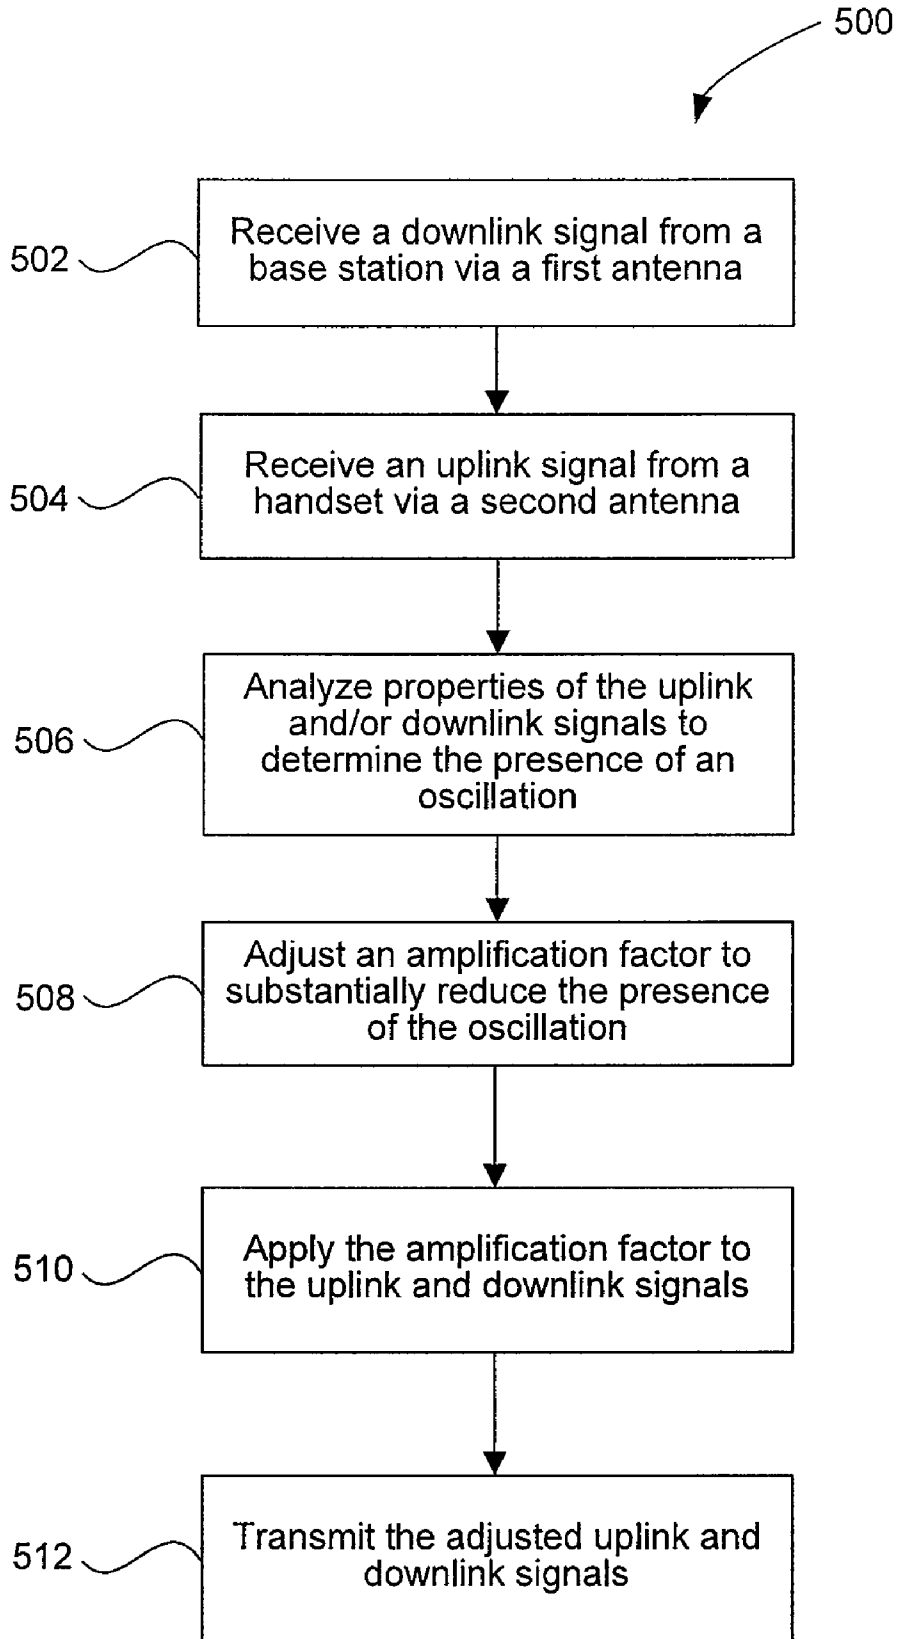 500
502
Receive a downlink signal from a
base station via a first antenna
504
Receive an uplink signal from a
handset via a second antenna
506
Analyze properties of the uplink
and/or downlink signals to
determine the presence of an
oscillation
508
Adjust an amplification factor to
substantially reduce the presence
of the oscillation
510
Apply the amplification factor to
the uplink and downlink signals
512
Transmit the adjusted uplink and
downlink signals